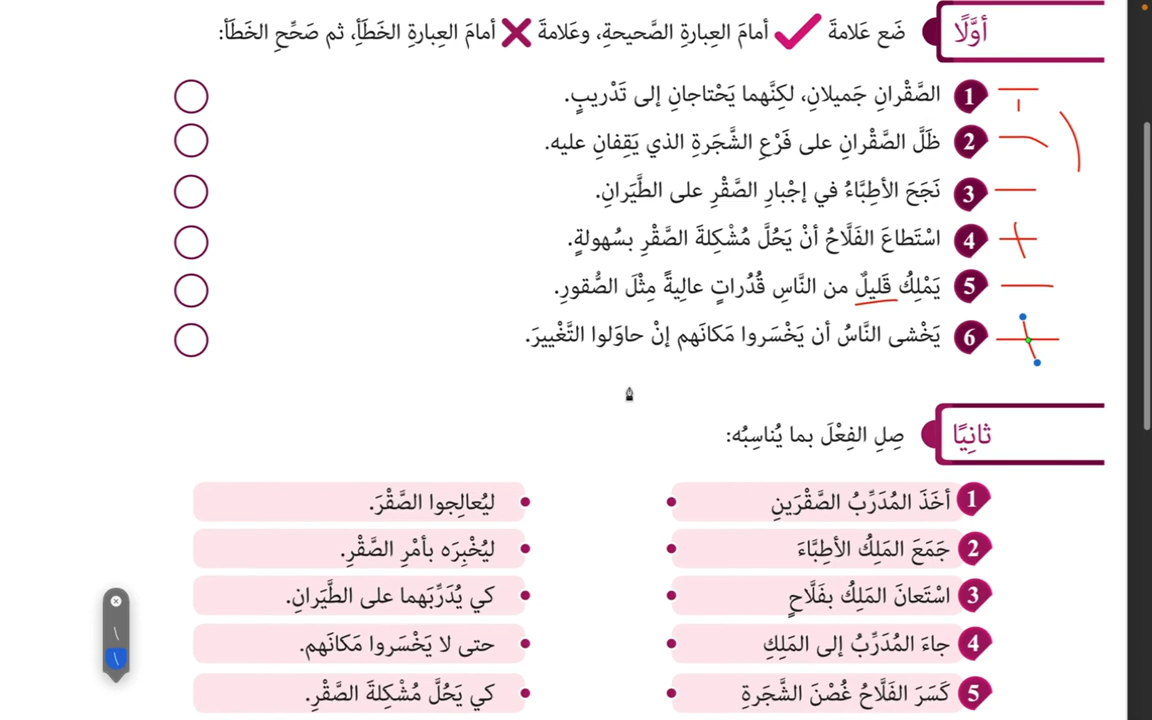 أوَّلًا
ضَع عَلامةَ ✓ أمامَ العِبارةِ الصَّحيحةِ، وعَلامةَ ✗ أمامَ العِبارةِ الخَطَأِ، ثم صَحِّحِ الخَطَأَ:
1 الصَّقْرانِ جَميلانِ، لكِنَّهما يَحْتاجانِ إلى تَدْريبٍ.
2 ظَلَّ الصَّقْرانِ على فَرْعِ الشَّجَرةِ الذي يَقِفانِ عليه.
3 نَجَحَ الأطِبَّاءُ في إجْبارِ الصَّقْرِ على الطَّيَرانِ.
4 اسْتَطاعَ الفَلَّاحُ أنْ يَحُلَّ مُشْكِلةَ الصَّقْرِ بسُهولةٍ.
5 يَمْلِكُ قَليلٌ من النَّاسِ قُدُراتٍ عالِيةً مِثْلَ الصُّقورِ.
6 يَخْشى النَّاسُ أن يَخْسَروا مَكانَهم إنْ حاوَلوا التَّغْييرَ.
ثانِيًا
صِلِ الفِعْلَ بما يُناسِبُه:
1 أخَذَ المُدَرِّبُ الصَّقْرَينِ
ليُعالِجوا الصَّقْرَ.
2 جَمَعَ المَلِكُ الأطِبَّاءَ
ليُخْبِرَه بأمْرِ الصَّقْرِ.
3 اسْتَعانَ المَلِكُ بفَلَّاحٍ
كي يُدَرِّبَهما على الطَّيَرانِ.
4 جاءَ المُدَرِّبُ إلى المَلِكِ
حتى لا يَخْسَروا مَكانَهم.
5 كَسَرَ الفَلَّاحُ غُصْنَ الشَّجَرةِ
كي يَحُلَّ مُشْكِلةَ الصَّقْرِ.